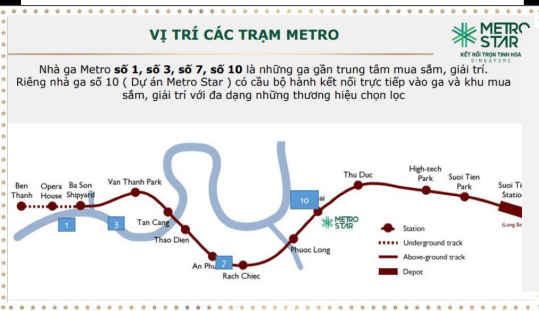 VỊ TRÍ CÁC TRẠM METRO
METRO
STAR
KẾT NỐI TRỌN TINH HOA
SINGAPORE
Nhà ga Metro số 1, số 3, số 7, số 10 là những ga gần trung tâm mua sắm, giải trí.
Riêng nhà ga số 10 ( Dự án Metro Star ) có cầu bộ hành kết nối trực tiếp vào ga và khu mua
sắm, giải trí với đa dạng những thương hiệu chọn lọc
Ben
Thanh
Opera
House
Ba Son
Shipyard
Van Thanh Park
Thu Duc
High-tech
Park
Suoi Tien
Park
Suoi
1
3
Tan Cang
Thao Dien
An
7
Rach Chiec
Phuoc Long
10
METRO
STAR
Station
Underground track
Above-ground track
Depot